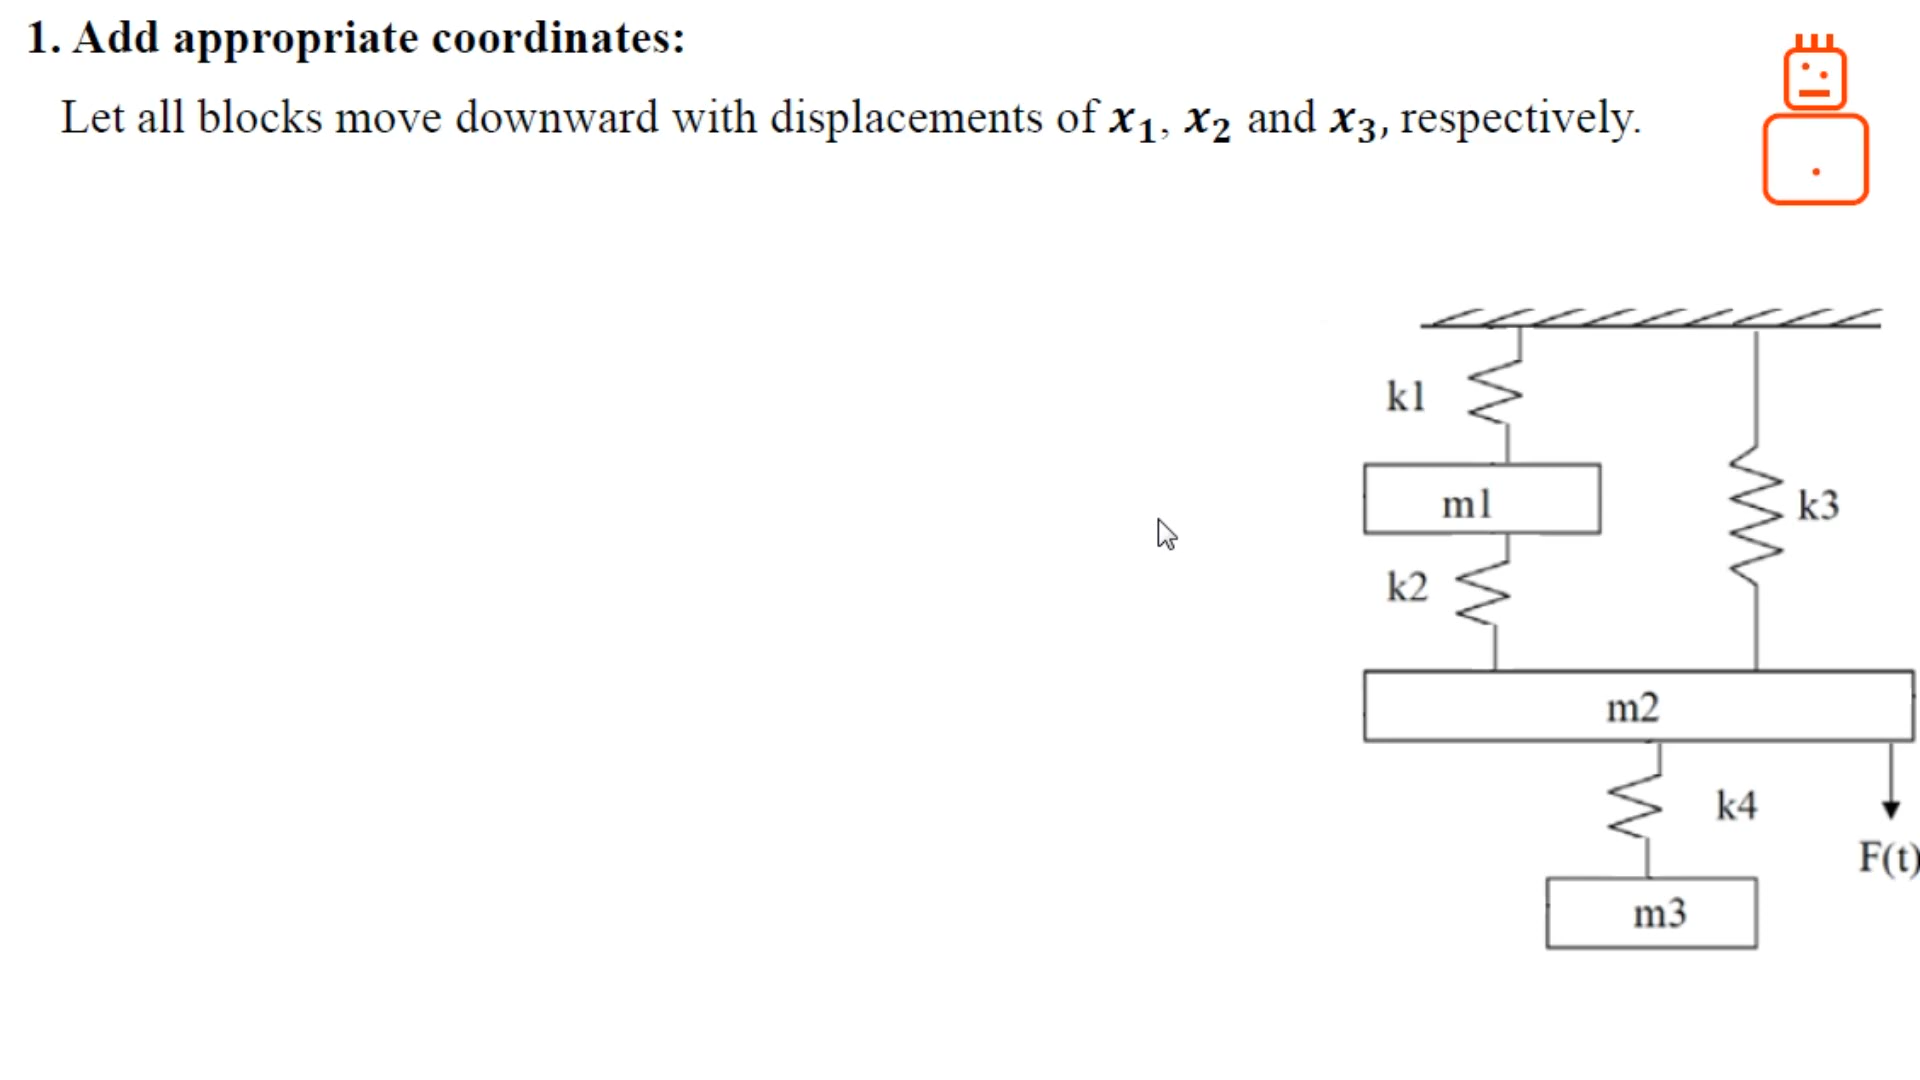 1. Add appropriate coordinates:
Let all blocks move downward with displacements of x₁, x₂ and x₃, respectively.
k1
m1
k3
k2
m2
k4
F(t)
m3